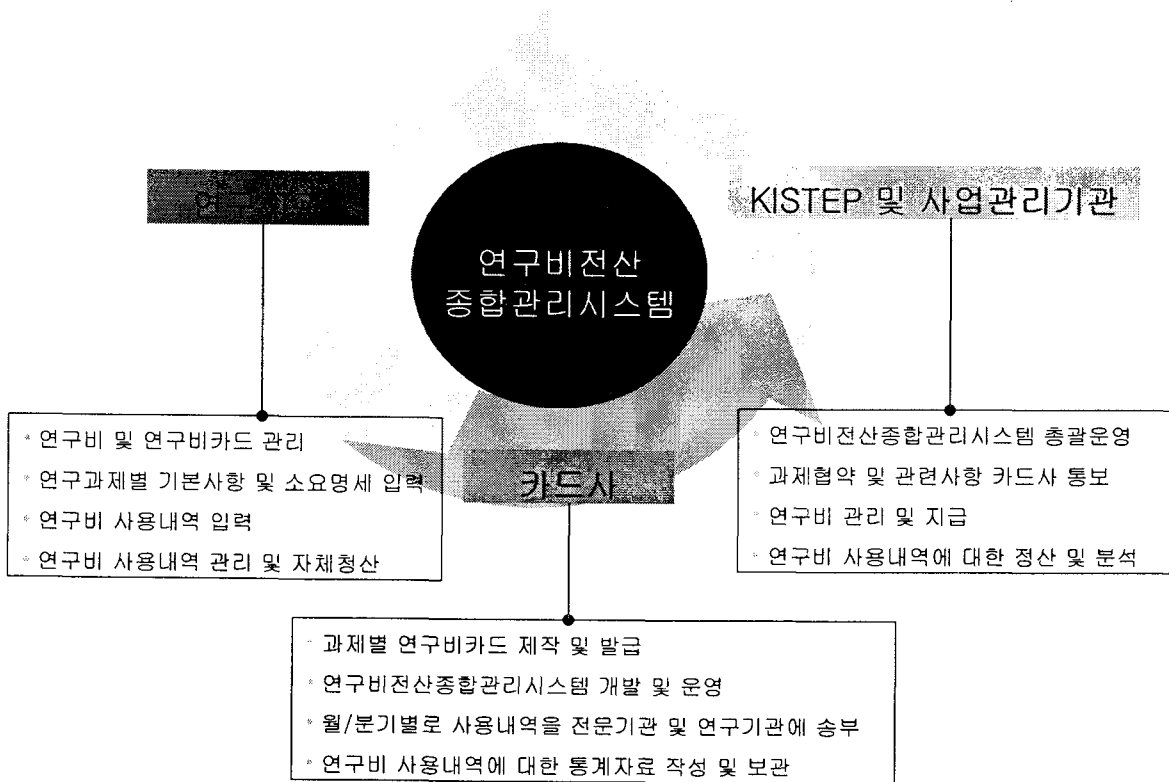 연구
KISTEP 및 사업관리기관
연구비전산
종합관리시스템
연구비 및 연구비카드 관리
연구과제별 기본사항 및 소요명세 입력
연구비 사용내역 입력
연구비 사용내역 관리 및 자체청산
카드사
연구비전산종합관리시스템 총괄운영
과제협약 및 관련사항 카드사 통보
연구비 관리 및 지급
연구비 사용내역에 대한 정산 및 분석
과제별 연구비카드 제작 및 발급
연구비전산종합관리시스템 개발 및 운영
월/분기별로 사용내역을 전문기관 및 연구기관에 송부
연구비 사용내역에 대한 통계자료 작성 및 보관